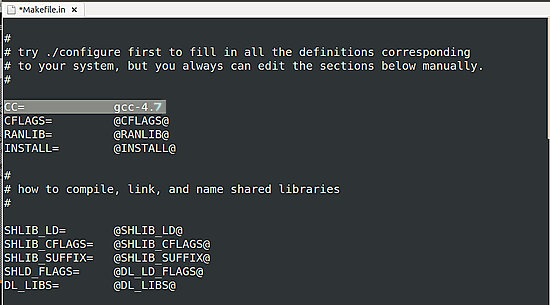 *Makefile.in ×
#
# try ./configure first to fill in all the definitions corresponding
# to your system, but you always can edit the sections below manually.
#
CC= gcc-4.7
CFLAGS= @CFLAGS@
RANLIB= @RANLIB@
INSTALL= @INSTALL@
#
# how to compile, link, and name shared libraries
#
SHLIB_LD= @SHLIB_LD@
SHLIB_CFLAGS= @SHLIB_CFLAGS@
SHLIB_SUFFIX= @SHLIB_SUFFIX@
SHLD_FLAGS= @DL_LD_FLAGS@
DL_LIBS= @DL_LIBS@